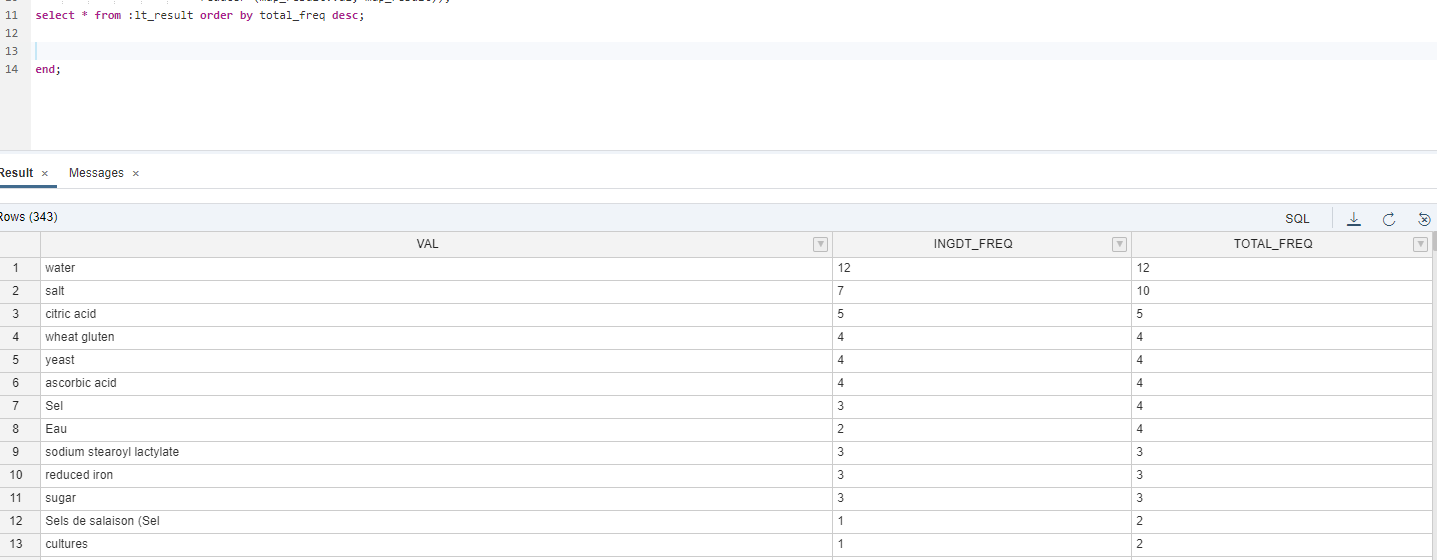 11 select * from :lt_result order by total_freq desc;
12
13
14 end;
Result × Messages ×
Rows (343) SQL
VAL INGDT_FREQ TOTAL_FREQ
1 water 12 12
2 salt 7 10
3 citric acid 5 5
4 wheat gluten 4 4
5 yeast 4 4
6 ascorbic acid 4 4
7 Sel 3 4
8 Eau 2 4
9 sodium stearoyl lactylate 3 3
10 reduced iron 3 3
11 sugar 3 3
12 Sels de salaison (Sel 1 2
13 cultures 1 2